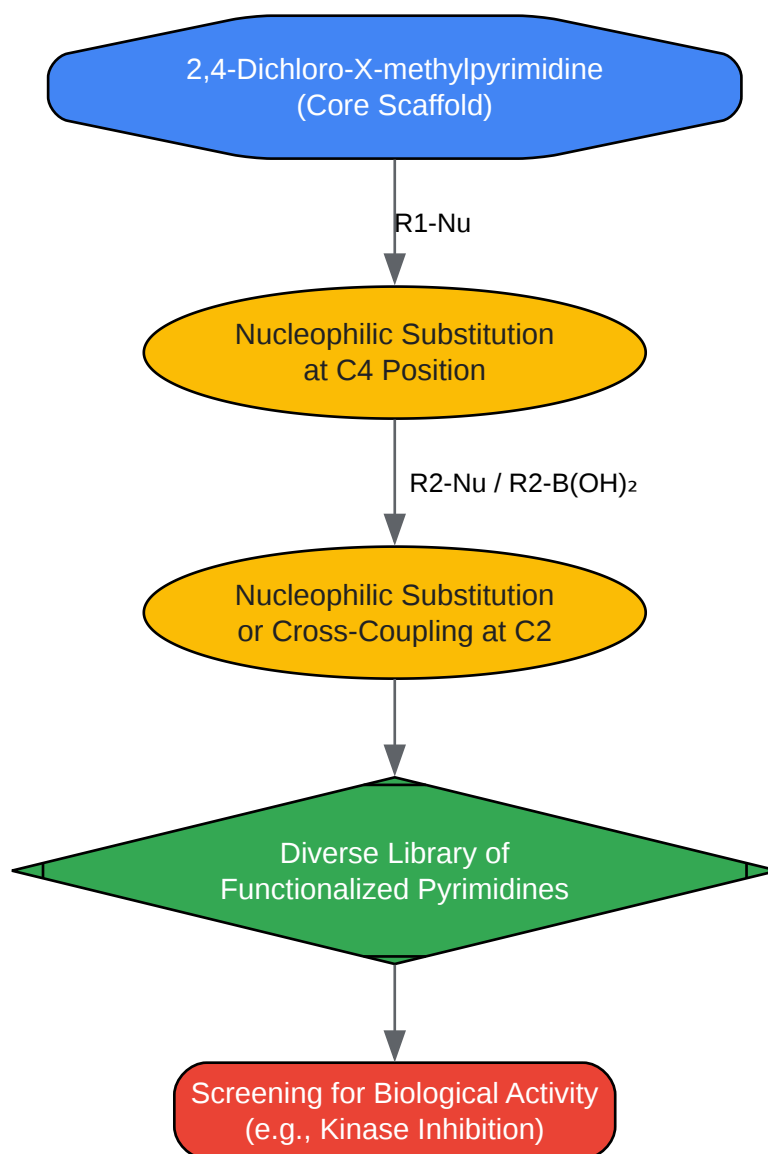 2,4-Dichloro-X-methylpyrimidine
(Core Scaffold)
R1-Nu
Nucleophilic Substitution
at C4 Position
R2-Nu / R2-B(OH)₂
Nucleophilic Substitution
or Cross-Coupling at C2
Diverse Library of
Functionalized Pyrimidines
Screening for Biological Activity
(e.g., Kinase Inhibition)